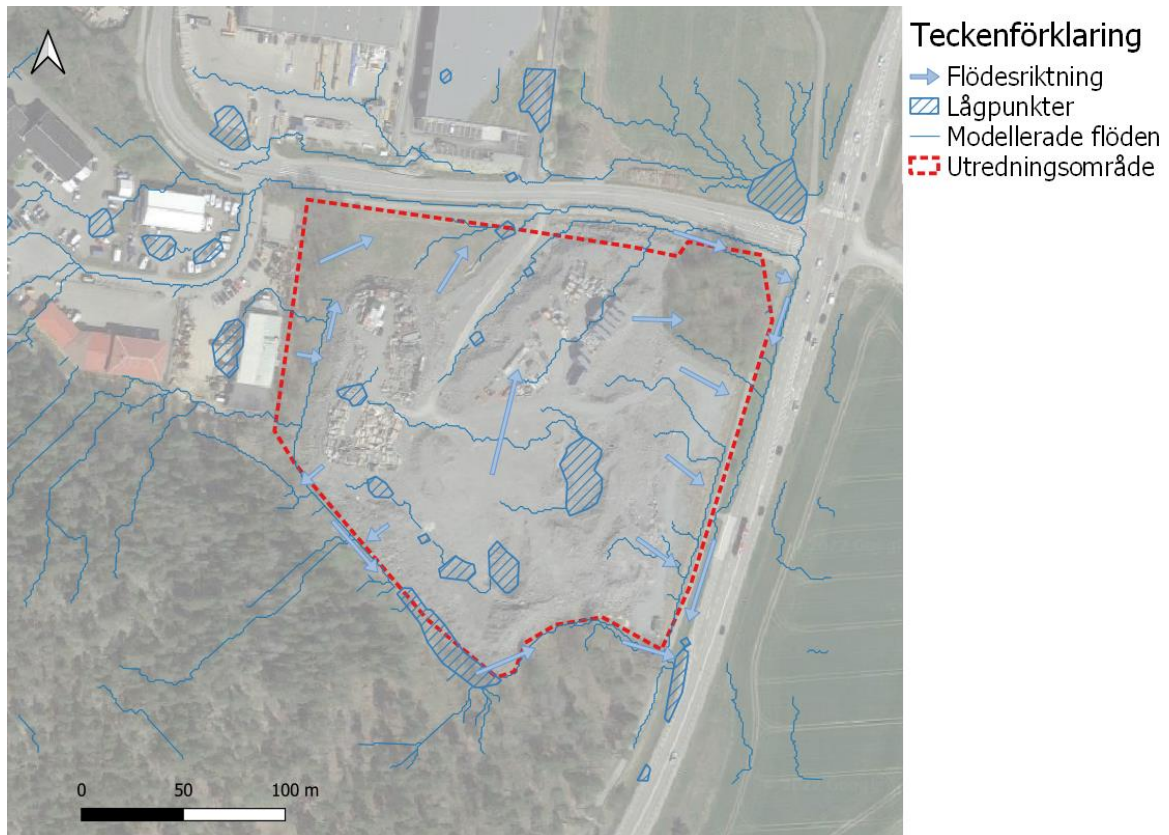 Teckenförklaring
Flödesriktning
Lågpunkter
Modellerade flöden
Utredningsområde
0 50 100 m